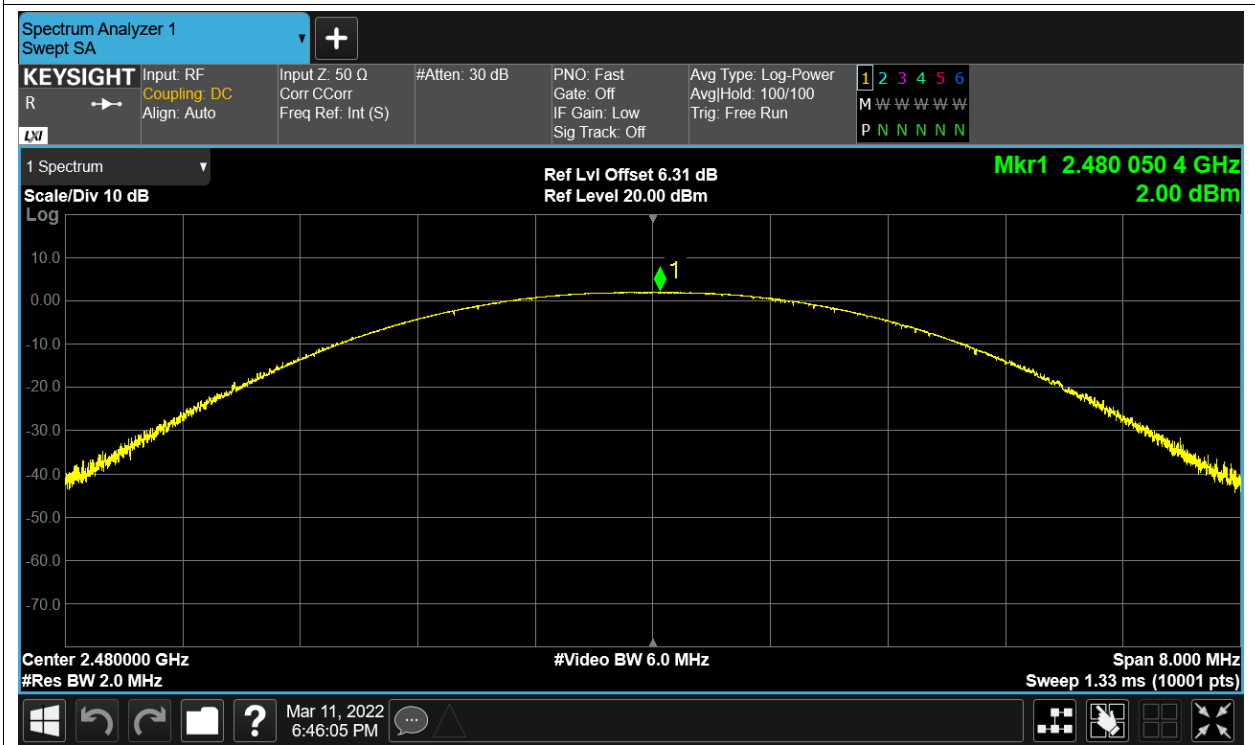 Spectrum Analyzer 1
Swept SA
+
KEYSIGHT
R
LXI
Input: RF
Coupling: DC
Align: Auto
Input Z: 50 Ω
Corr CCorr
Freq Ref: Int (S)
#Atten: 30 dB
PNO: Fast
Gate: Off
IF Gain: Low
Sig Track: Off
Avg Type: Log-Power
Avg|Hold: 100/100
Trig: Free Run
1 2 3 4 5 6
M W W W W W
P N N N N N
1 Spectrum
Scale/Div 10 dB
Log
Ref Lvl Offset 6.31 dB
Ref Level 20.00 dBm
Mkr1 2.480 050 4 GHz
2.00 dBm
1
10.0
0.00
-10.0
-20.0
-30.0
-40.0
-50.0
-60.0
-70.0
Center 2.480000 GHz
#Res BW 2.0 MHz
#Video BW 6.0 MHz
Span 8.000 MHz
Sweep 1.33 ms (10001 pts)
?
Mar 11, 2022
6:46:05 PM